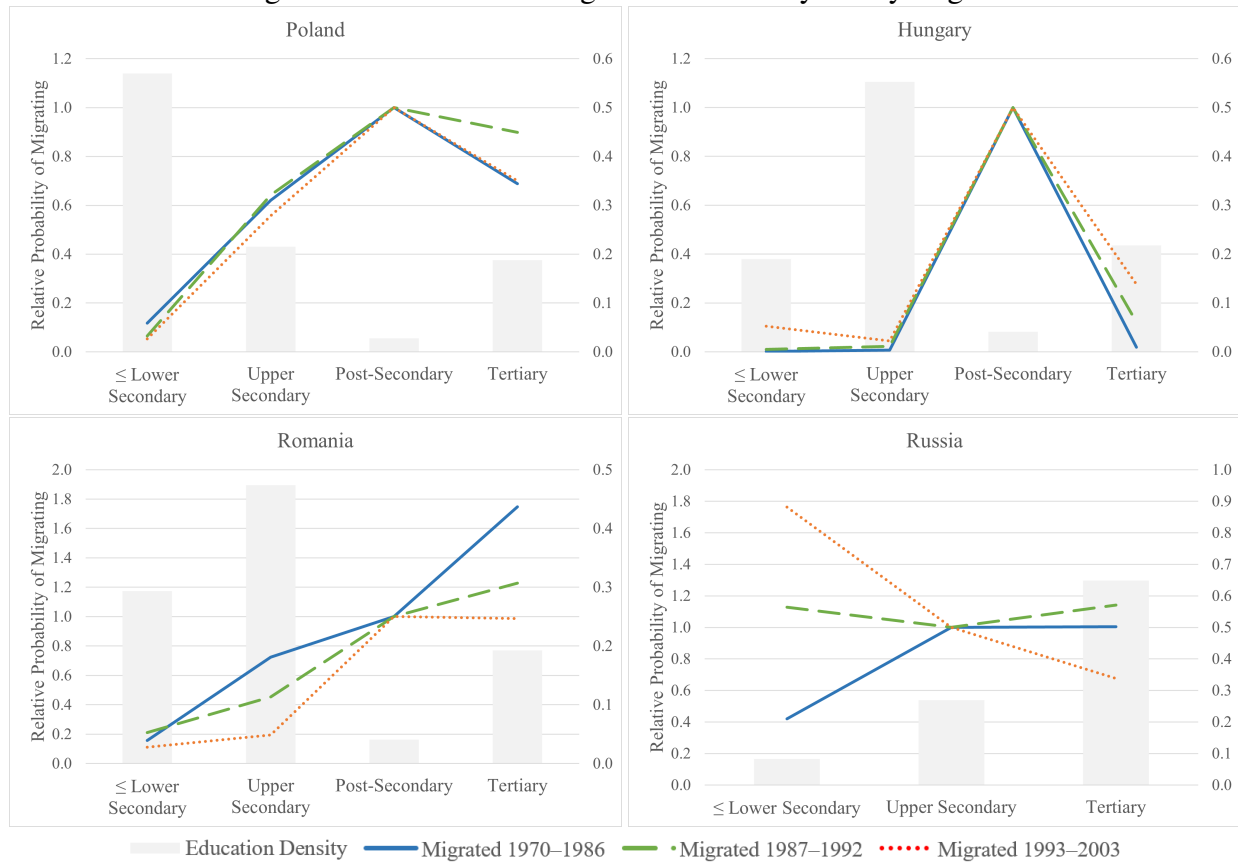 Poland
Hungary
1.2
1.0
0.8
0.6
0.4
0.2
0.0
Relative Probability of Migrating
0.6
0.5
0.4
0.3
0.2
0.1
0.0
≤ Lower Secondary
Upper Secondary
Post-Secondary
Tertiary
1.2
1.0
0.8
0.6
0.4
0.2
0.0
Relative Probability of Migrating
0.6
0.5
0.4
0.3
0.2
0.1
0.0
≤ Lower Secondary
Upper Secondary
Post-Secondary
Tertiary
Romania
Russia
2.0
1.8
1.6
1.4
1.2
1.0
0.8
0.6
0.4
0.2
0.0
Relative Probability of Migrating
0.5
0.4
0.3
0.2
0.1
0.0
≤ Lower Secondary
Upper Secondary
Post-Secondary
Tertiary
2.0
1.8
1.6
1.4
1.2
1.0
0.8
0.6
0.4
0.2
0.0
Relative Probability of Migrating
1.0
0.9
0.8
0.7
0.6
0.5
0.4
0.3
0.2
0.1
0.0
≤ Lower Secondary
Upper Secondary
Tertiary
Education Density
Migrated 1970–1986
Migrated 1987–1992
Migrated 1993–2003